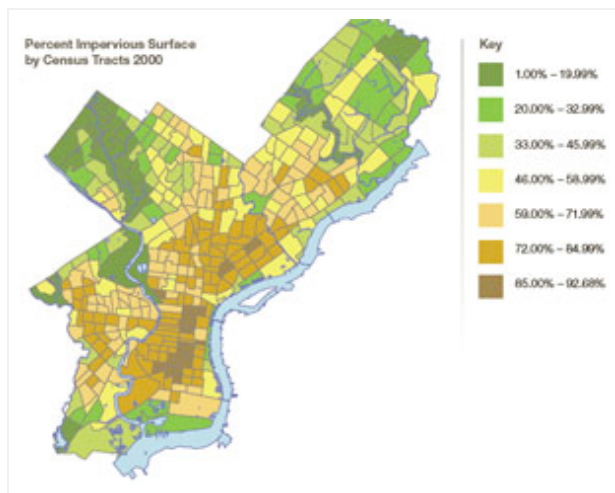 Percent Impervious Surface
by Census Tracts 2000
Key
1.00% – 19.99%
20.00% – 32.99%
33.00% – 45.99%
46.00% – 58.99%
59.00% – 71.99%
72.00% – 84.99%
85.00% – 92.68%